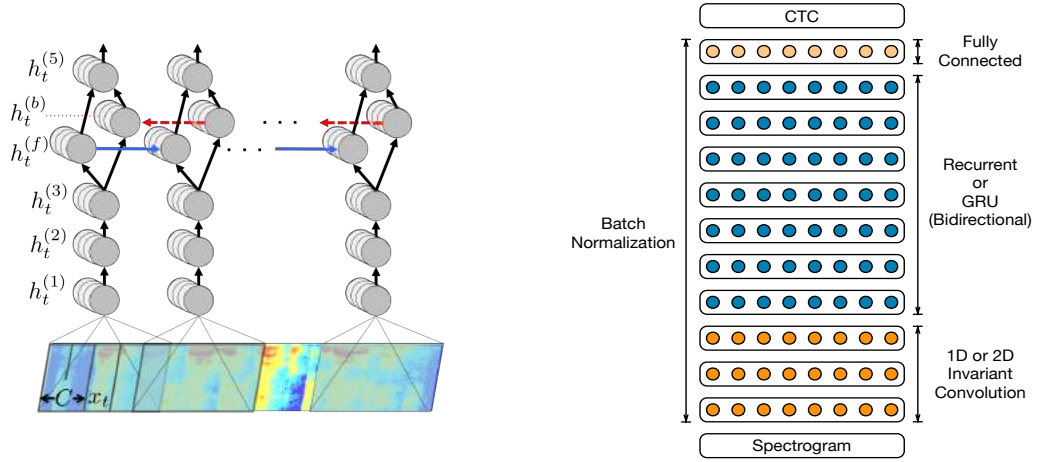 h_t^{(5)}
h_t^{(b)}
h_t^{(f)}
h_t^{(3)}
h_t^{(2)}
h_t^{(1)}
C x_t
CTC
Fully
Connected
Recurrent
or
GRU
(Bidirectional)
Batch
Normalization
1D or 2D
Invariant
Convolution
Spectrogram